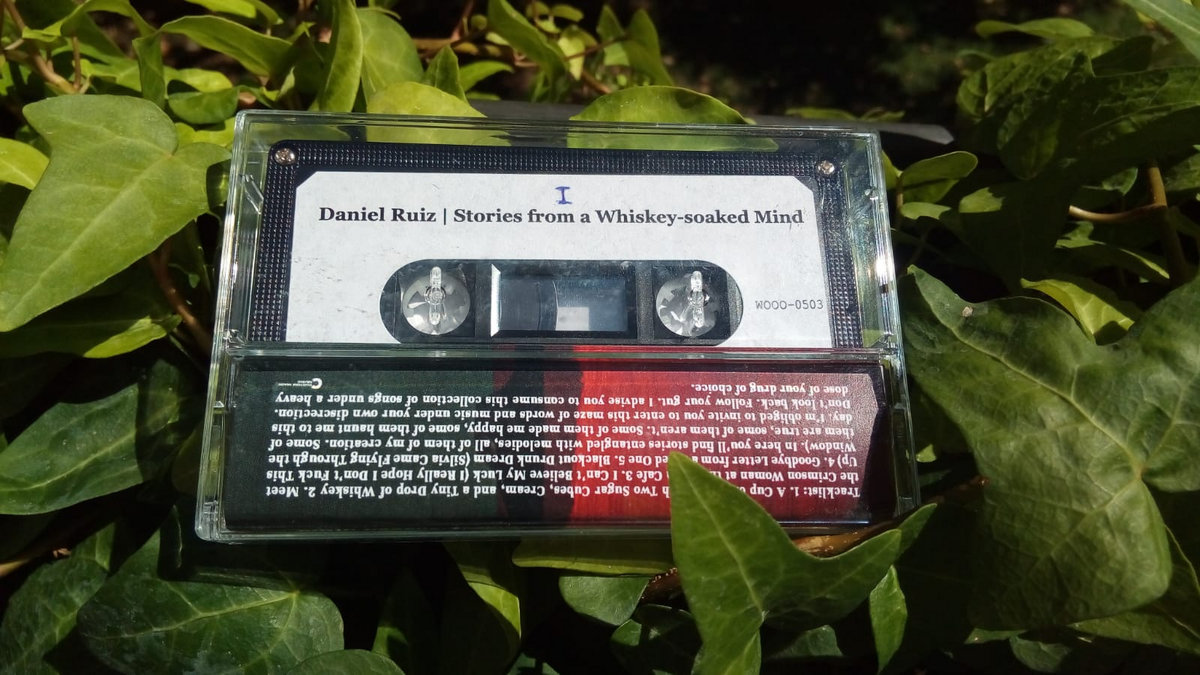 I
Daniel Ruiz | Stories from a Whiskey-soaked Mind
WOOO-0503
Tracklist: 1. A Cup Two Sugar Cubes, Cream, and a Tiny Drop of Whiskey 2. Meet
the Crimson Woman at Cafe 3. I Can't Believe My Luck (I Really Hope I Don't Fuck This
Up) 4. Goodbye Letter from One 5. Blackout Drunk Dream (Silvia Came Flying Through the
Window). In here you'll find stories entangled with melodies, all of them of my creation. Some of
them are true, some of them aren't. Some of them made me happy, some of them haunt me to this
day. I'm obliged to invite you to enter this maze of words and music under your own discrection.
Don't look back. Follow your gut. I advise you to consume this collection of songs under a heavy
dose of your drug of choice.